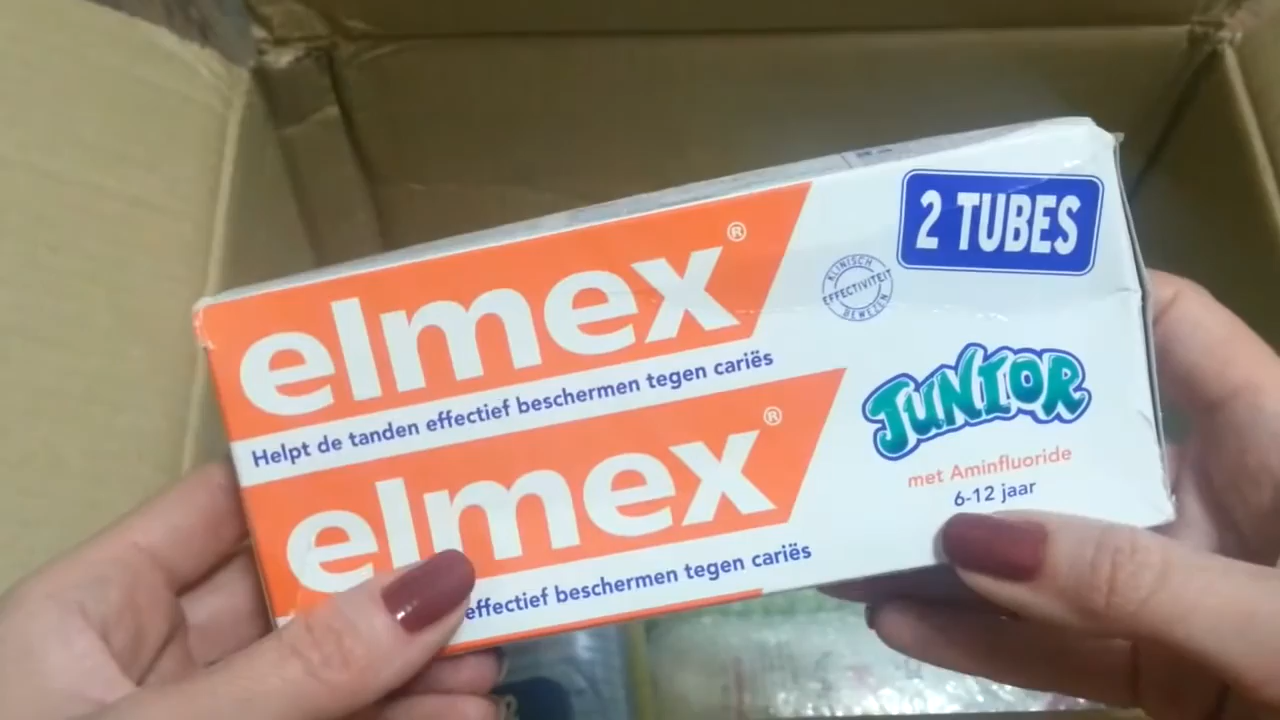 elmex®
Helpt de tanden effectief beschermen tegen cariës
elmex®
effectief beschermen tegen cariës
2 TUBES
KLINISCH
EFFECTIVITEIT
BEWEZEN
JUNIOR
met Aminfluoride
6-12 jaar